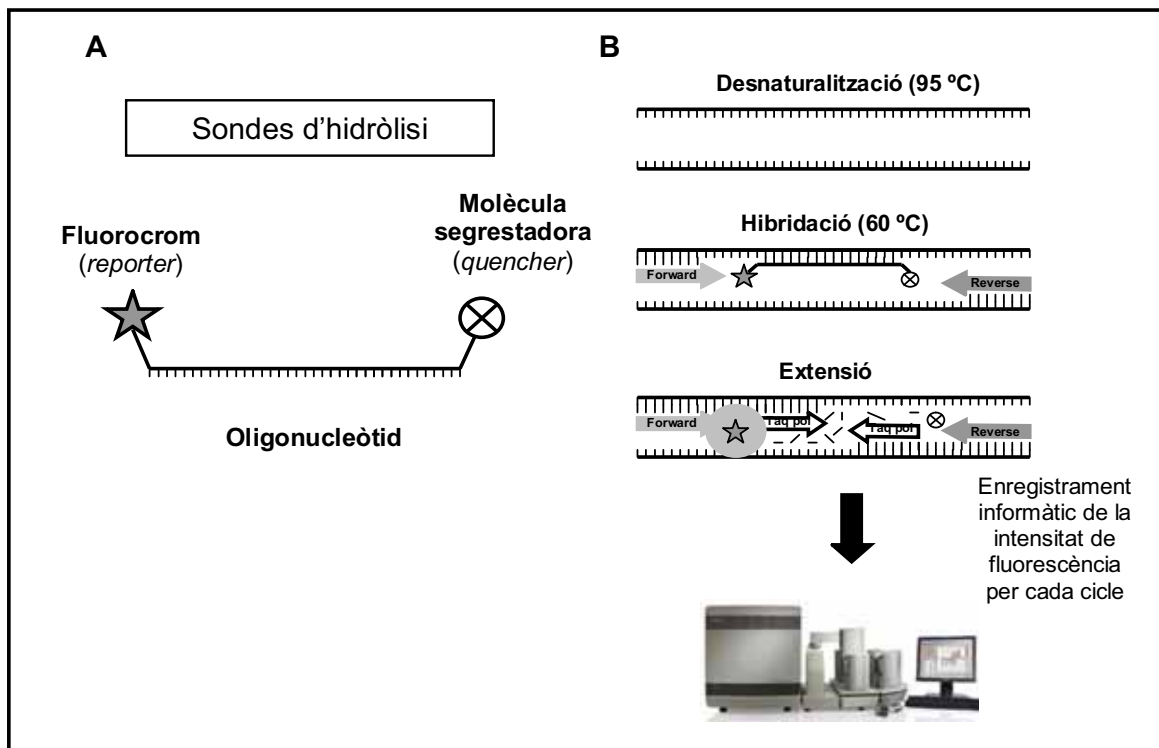 A
Sondes d'hidròlisi
Fluorocrom
(reporter)
Molècula
segrestadora
(quencher)
Oligonucleòtid
B
Desnaturalització (95 ºC)
Hibridació (60 ºC)
Forward
Reverse
Extensió
Forward
Taq pol
Taq pol
Reverse
Enregistrament
informàtic de la
intensitat de
fluorescència
per cada cicle